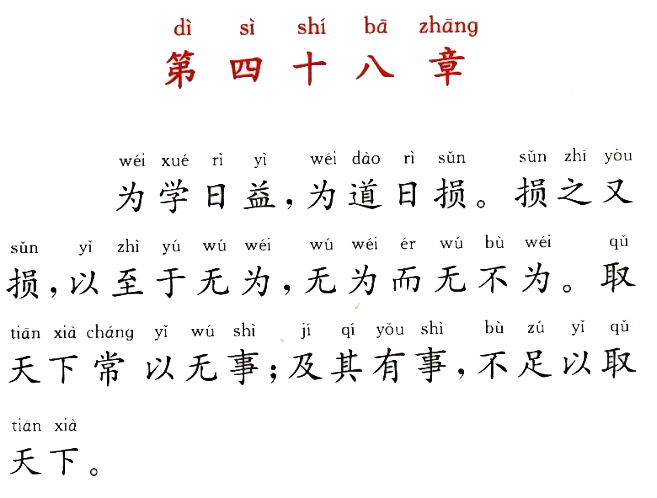 dì sì shí bā zhāng
第四十八章
wéi xué rì yì wéi dào rì sǔn sǔn zhī yòu
为学日益，为道日损。损之又
sǔn yǐ zhì yú wú wéi wú wéi ér wú bù wéi qǔ
损，以至于无为，无为而无不为。取
tiān xià cháng yǐ wú shì jí qí yǒu shì bù zú yǐ qǔ
天下常以无事；及其有事，不足以取
tiān xià
天下。